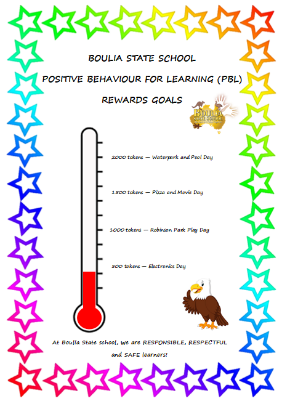 BOULIA STATE SCHOOL
POSITIVE BEHAVIOUR FOR LEARNING (PBL)
REWARDS GOALS
BOULIA
2000 tokens – Waterpark and Pool Day
1500 tokens – Pizza and Movie Day
1000 tokens – Robinson Park Play Day
500 tokens – Electronics Day
At Boulia State school, we are RESPONSIBLE, RESPECTFUL
and SAFE learners!